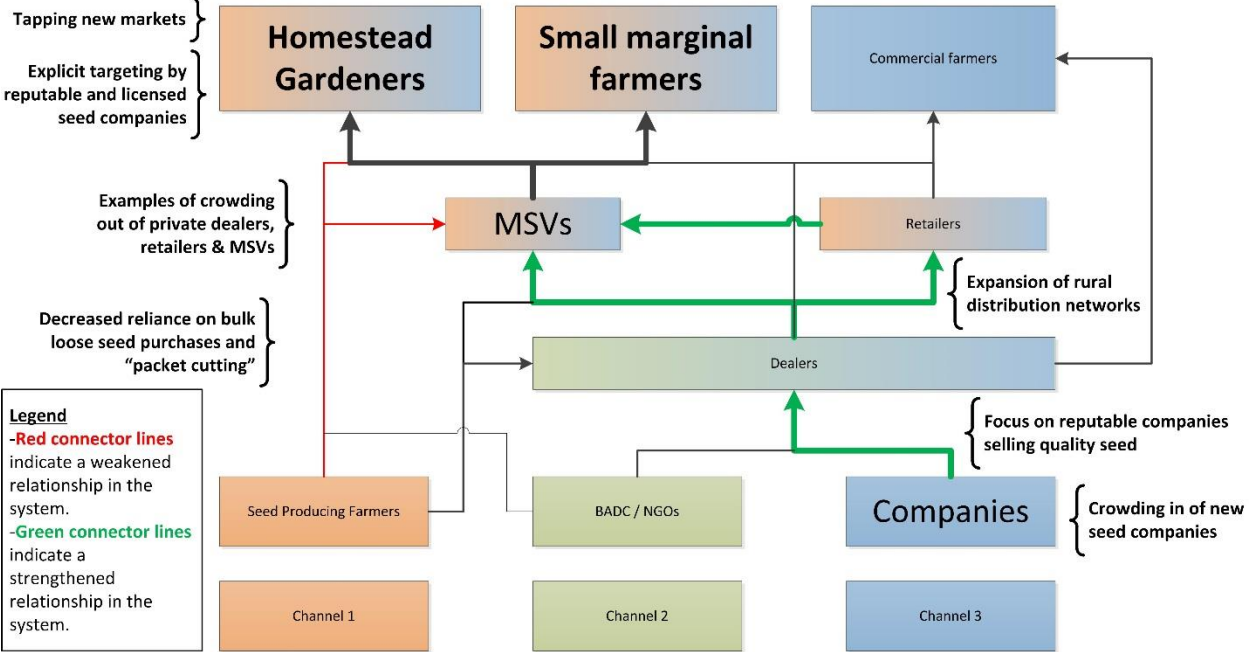 Tapping new markets
Explicit targeting by
reputable and licensed
seed companies
Homestead
Gardeners
Small marginal
farmers
Commercial farmers
Examples of crowding
out of private dealers,
retailers & MSVs
MSVs
Retailers
Expansion of rural
distribution networks
Decreased reliance on bulk
loose seed purchases and
“packet cutting”
Dealers
Focus on reputable companies
selling quality seed
Legend
-Red connector lines
indicate a weakened
relationship in the
system.
-Green connector lines
indicate a
strengthened
relationship in the
system.
Seed Producing Farmers
BADC / NGOs
Companies
Crowding in of new
seed companies
Channel 1
Channel 2
Channel 3